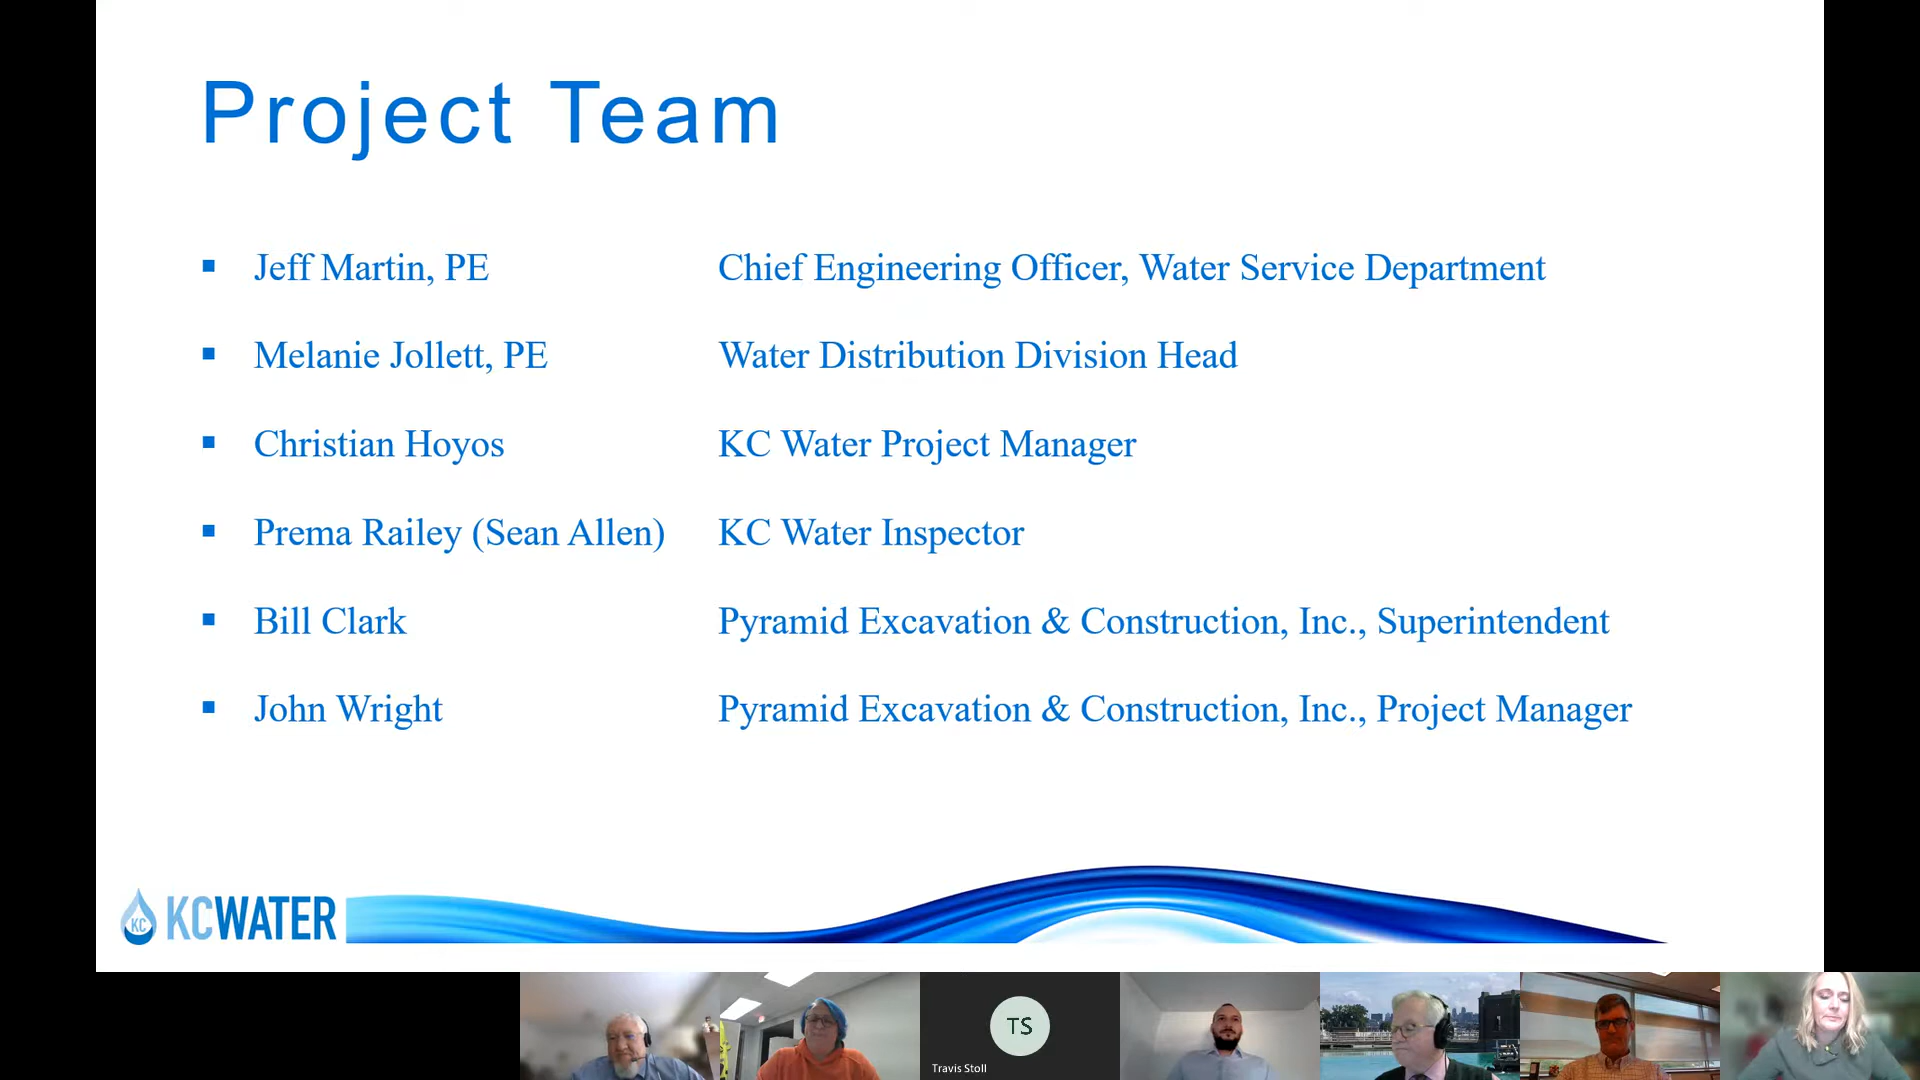 Project Team
▪ Jeff Martin, PE Chief Engineering Officer, Water Service Department
▪ Melanie Jollett, PE Water Distribution Division Head
▪ Christian Hoyos KC Water Project Manager
▪ Prema Railey (Sean Allen) KC Water Inspector
▪ Bill Clark Pyramid Excavation & Construction, Inc., Superintendent
▪ John Wright Pyramid Excavation & Construction, Inc., Project Manager
KC KCWATER
TS
Travis Stoll